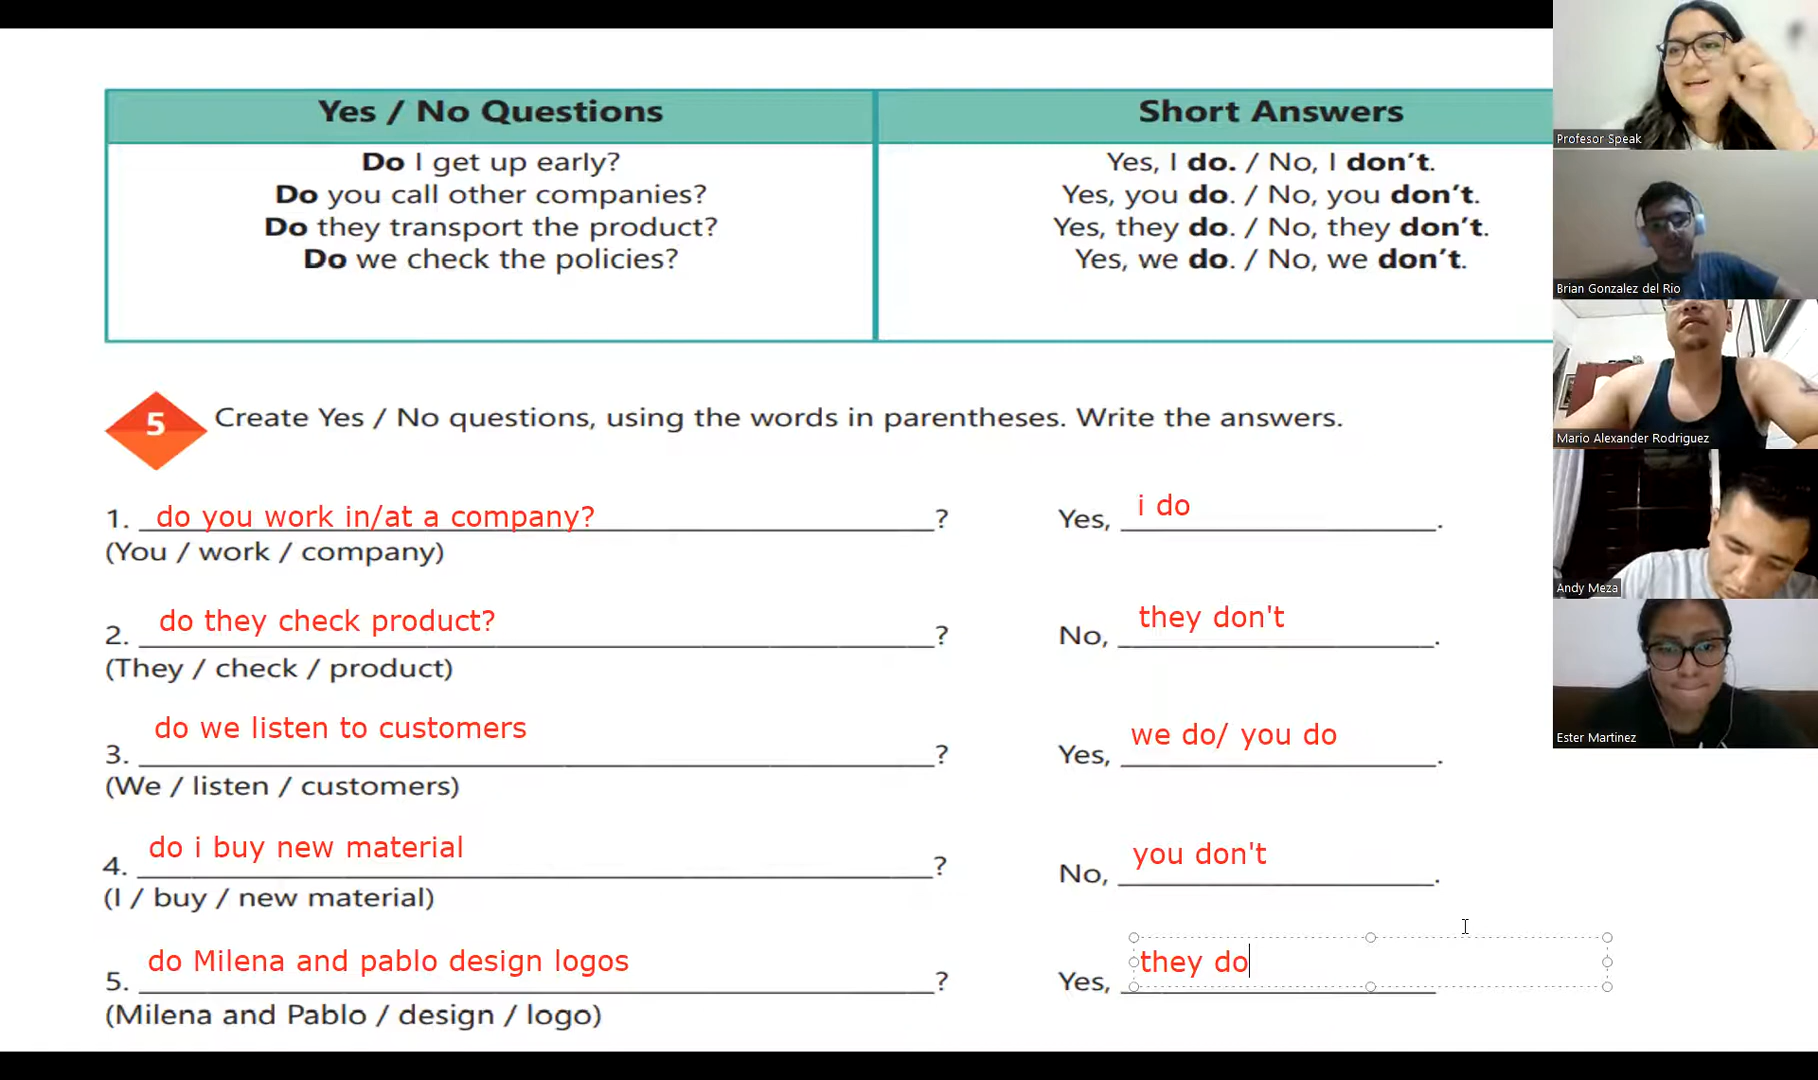 Yes / No Questions
Short Answers
Do I get up early?
Yes, I do. / No, I don't.
Do you call other companies?
Yes, you do. / No, you don't.
Do they transport the product?
Yes, they do. / No, they don't.
Do we check the policies?
Yes, we do. / No, we don't.
5 Create Yes / No questions, using the words in parentheses. Write the answers.
1. do you work in/at a company? ?
Yes, i do .
(You / work / company)
2. do they check product? ?
No, they don't .
(They / check / product)
3. do we listen to customers ?
Yes, we do/ you do .
(We / listen / customers)
4. do i buy new material ?
No, you don't .
(I / buy / new material)
5. do Milena and pablo design logos ?
Yes, they do
(Milena and Pablo / design / logo)
Profesor Speak
Brian Gonzalez del Rio
Mario Alexander Rodriguez
Andy Meza
Ester Martinez